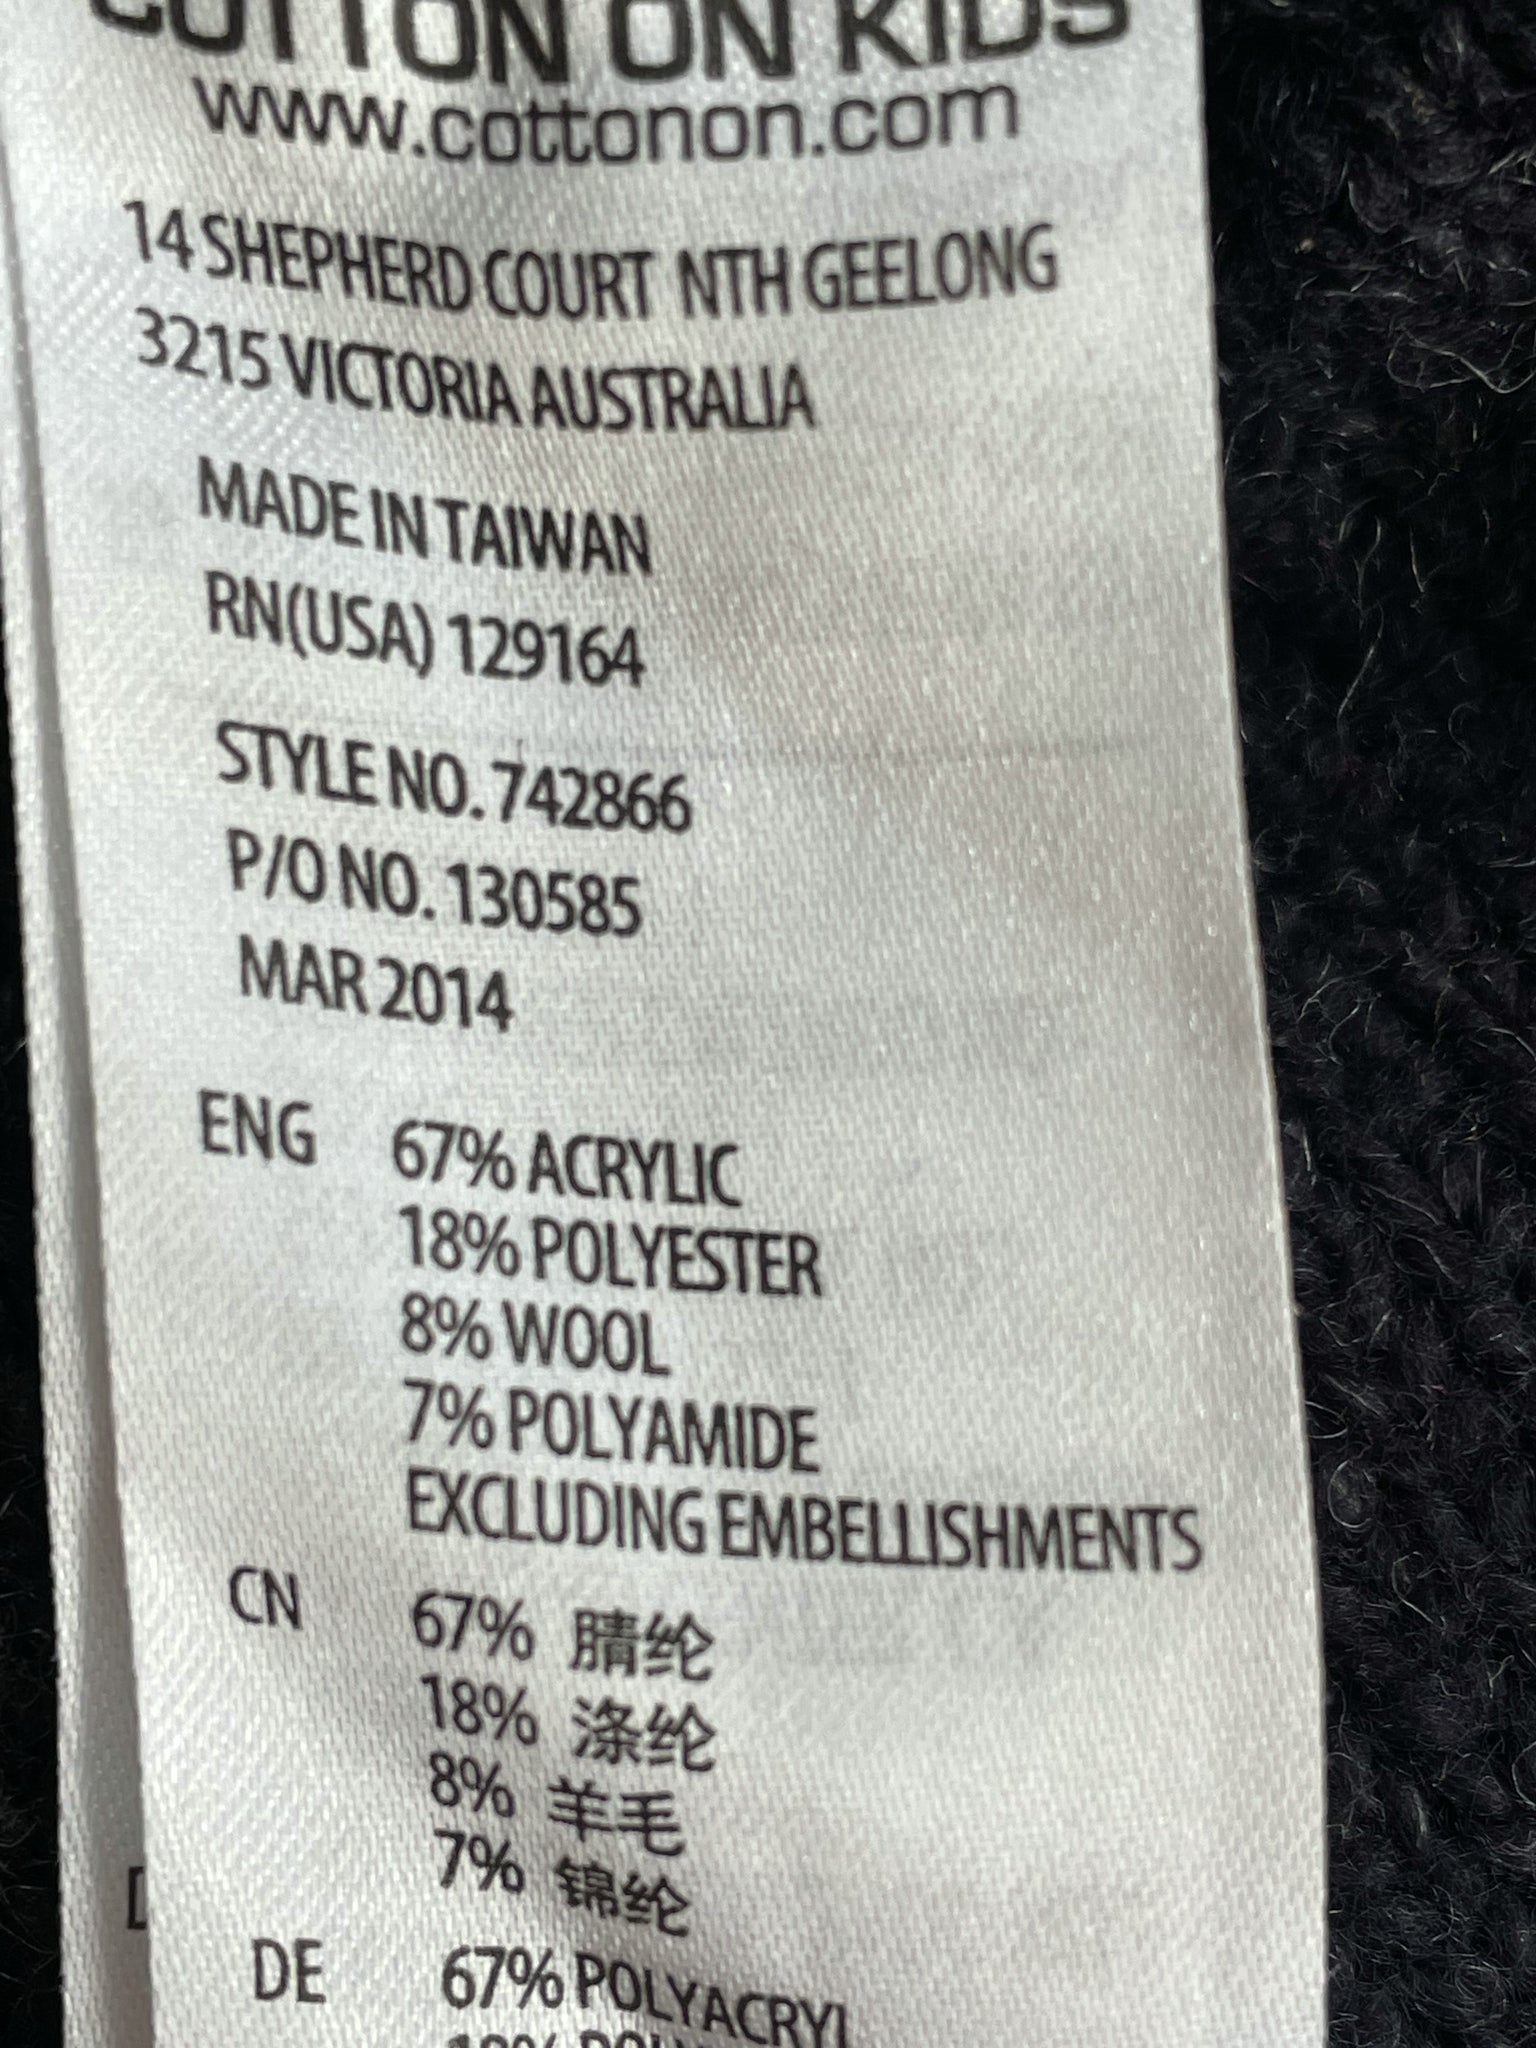 COTTON ON KIDS
www.cottonon.com
14 SHEPHERD COURT NTH GEELONG
3215 VICTORIA AUSTRALIA
MADE IN TAIWAN
RN(USA) 129164
STYLE NO. 742866
P/O NO. 130585
MAR 2014
ENG 67% ACRYLIC
18% POLYESTER
8% WOOL
7% POLYAMIDE
EXCLUDING EMBELLISHMENTS
CN 67% 腈纶
18% 涤纶
8% 羊毛
7% 锦纶
DE 67% POLYACRYL
18%